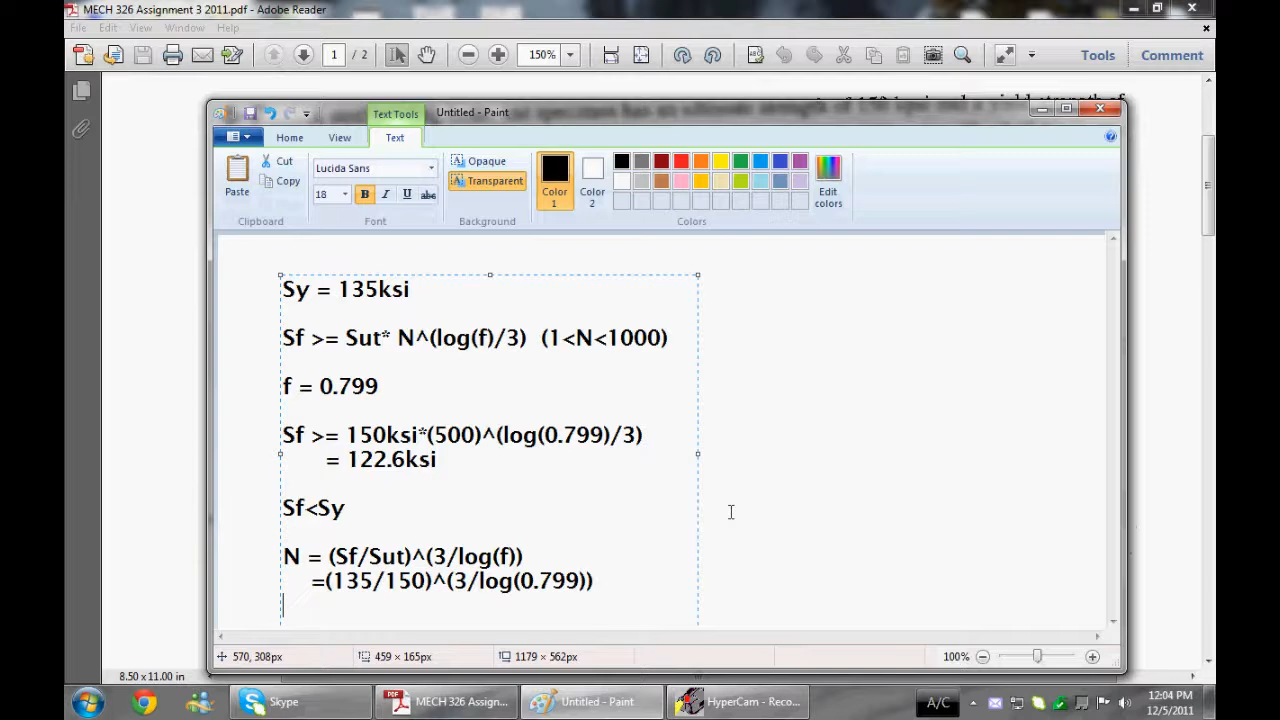 MECH 326 Assignment 3 2011.pdf - Adobe Reader
File Edit View Window Help
1 / 2 150% Tools Comment
Text Tools Untitled - Paint
Home View Text
Paste Cut Copy Lucida Sans 18 B I U abc Opaque Transparent Color 1 Color 2 Edit colors
Clipboard Font Background Colors
Sy = 135ksi
Sf >= Sut* N^(log(f)/3) (1<N<1000)
f = 0.799
Sf >= 150ksi*(500)^(log(0.799)/3)
= 122.6ksi
Sf<Sy
N = (Sf/Sut)^(3/log(f))
=(135/150)^(3/log(0.799))
570, 308px 459 × 165px 1179 × 562px 100%
8.50 x 11.00 in
Skype MECH 326 Assign... Untitled - Paint HyperCam - Reco... A/C 12:04 PM
12/5/2011